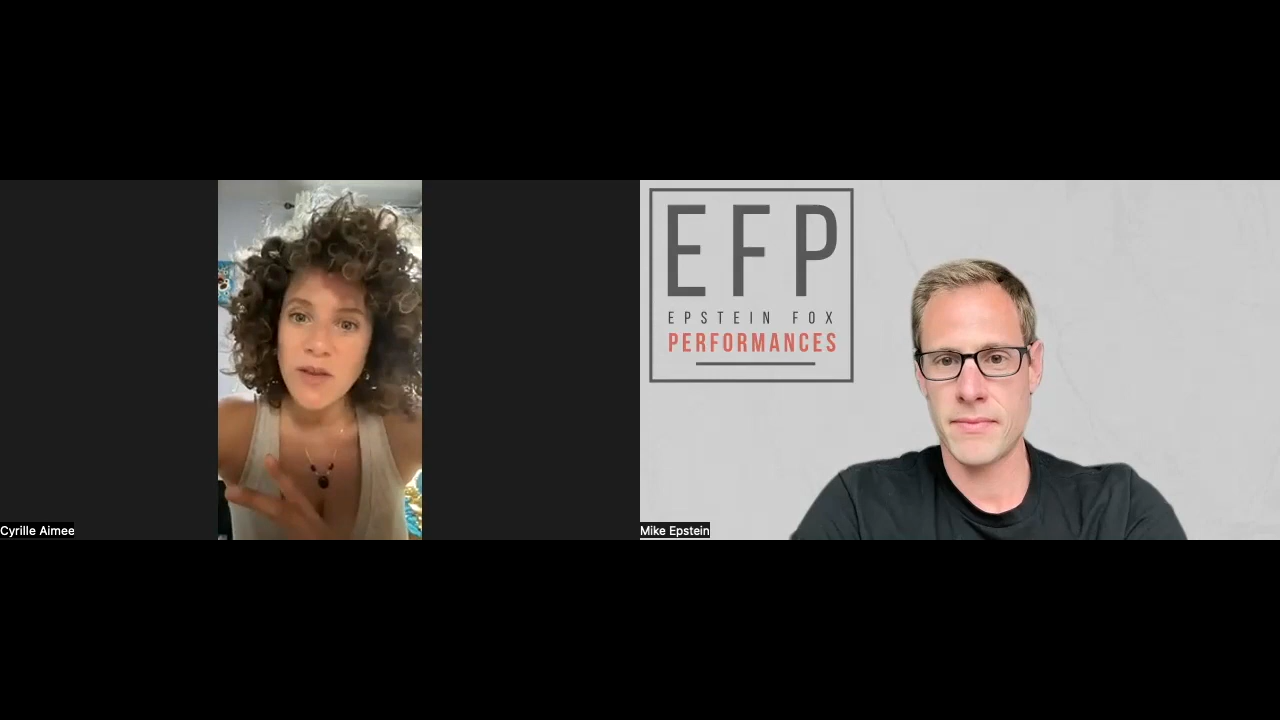 EFP
EPSTEIN FOX
PERFORMANCES
Cyrille Aimee
Mike Epstein